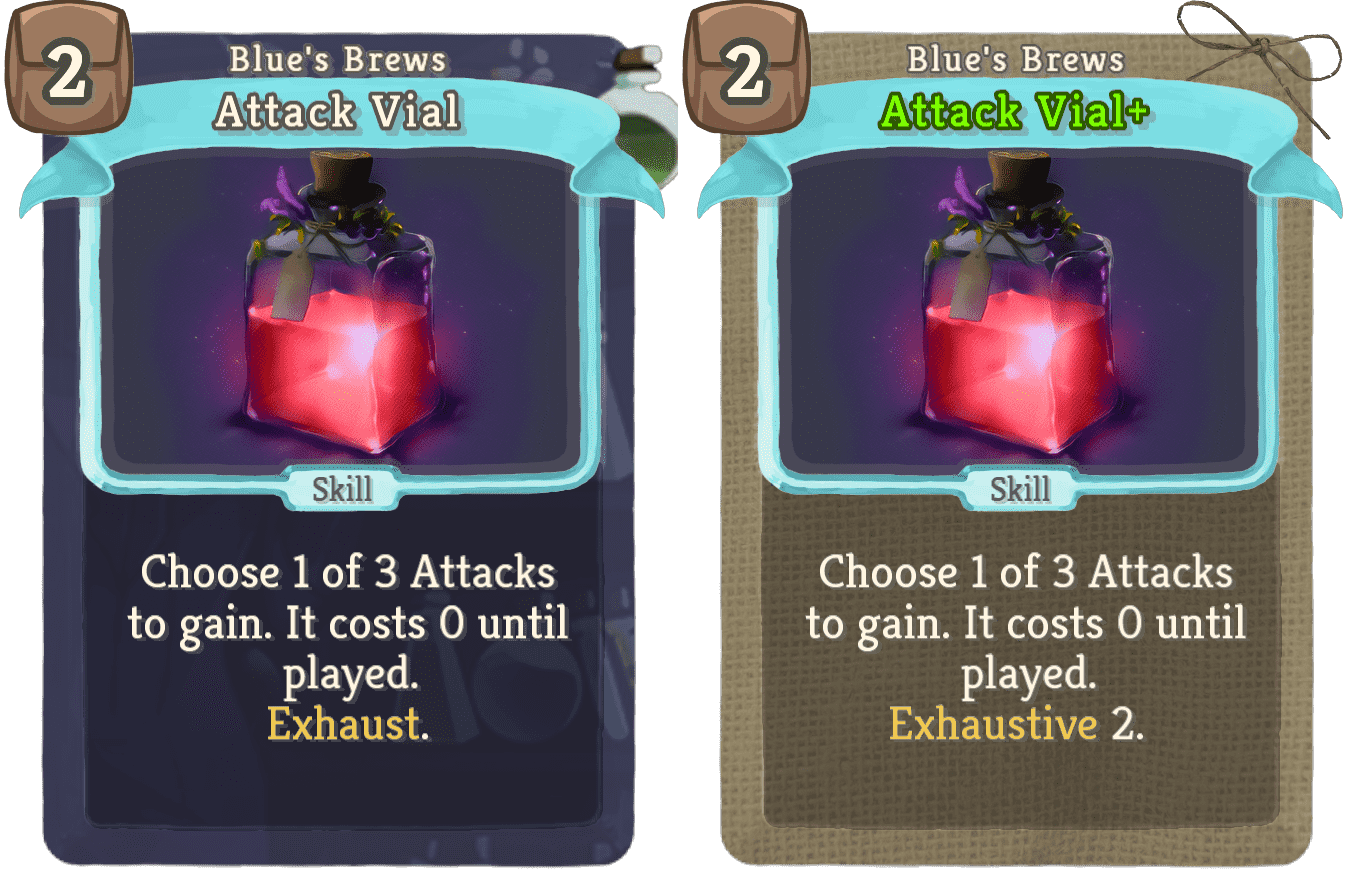 2
Blue's Brews
Attack Vial
Skill
Choose 1 of 3 Attacks
to gain. It costs 0 until
played.
Exhaust.
2
Blue's Brews
Attack Vial+
Skill
Choose 1 of 3 Attacks
to gain. It costs 0 until
played.
Exhaustive 2.